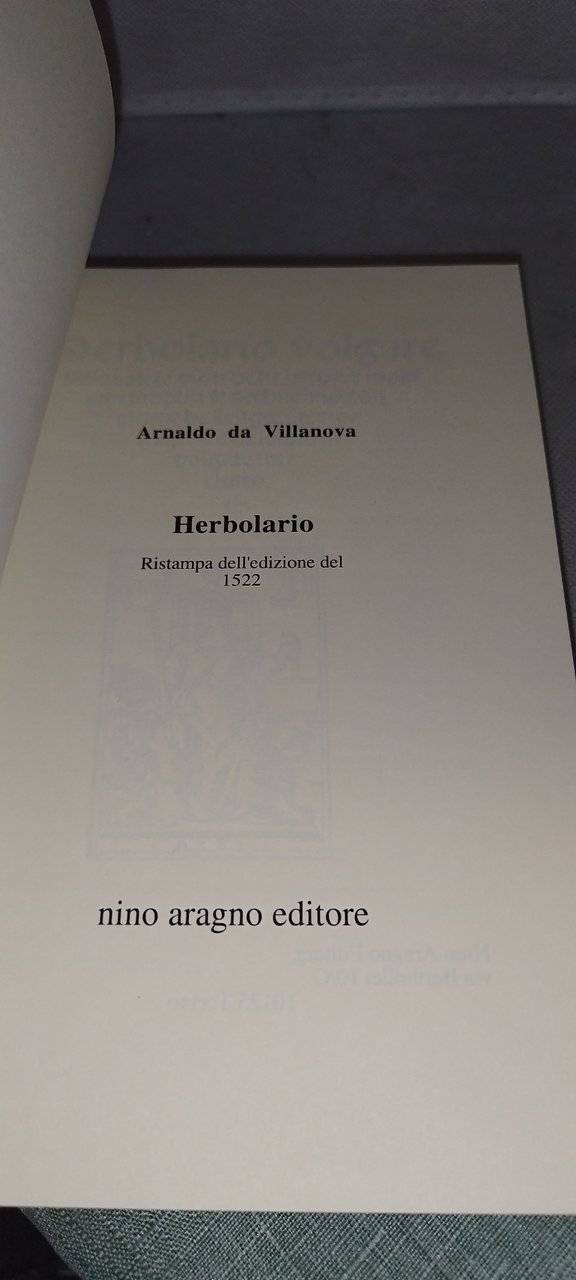 Arnaldo da Villanova
Herbolario
Ristampa dell'edizione del
1522
nino aragno editore